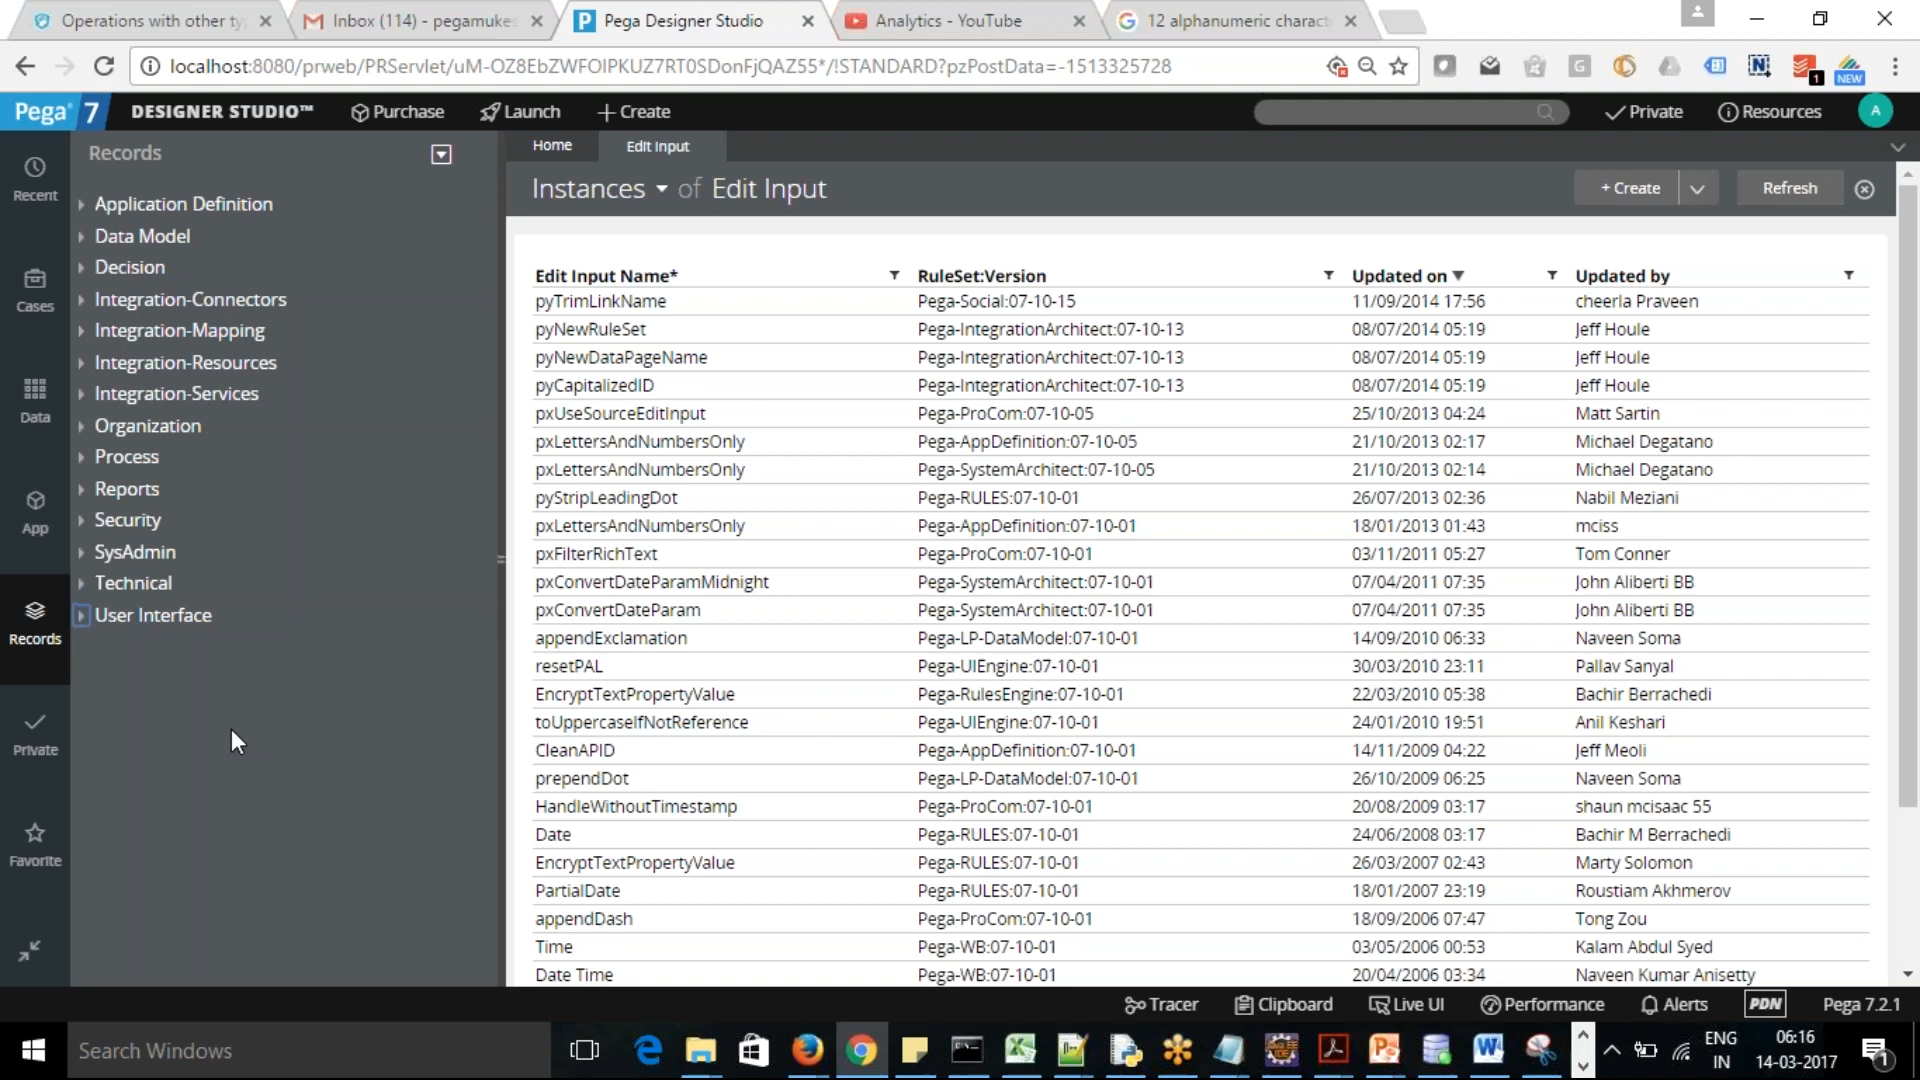 Operations with other ty
Inbox (114) - pegamukes
Pega Designer Studio
Analytics - YouTube
12 alphanumeric charact
localhost:8080/prweb/PRServlet/uM-OZ8EbZWFOIPKUZ7RT0SDonFjQAZ55*/!STANDARD?pzPostData=-1513325728
1
NEW
Pega 7 DESIGNER STUDIO™ Purchase Launch + Create Private Resources A
Records
Home Edit Input
Instances of Edit Input + Create Refresh
Recent
Cases
Data
App
Records
Private
Favorite
Application Definition
Data Model
Decision
Integration-Connectors
Integration-Mapping
Integration-Resources
Integration-Services
Organization
Process
Reports
Security
SysAdmin
Technical
User Interface
Edit Input Name* RuleSet:Version Updated on Updated by
pyTrimLinkName Pega-Social:07-10-15 11/09/2014 17:56 cheerla Praveen
pyNewRuleSet Pega-IntegrationArchitect:07-10-13 08/07/2014 05:19 Jeff Houle
pyNewDataPageName Pega-IntegrationArchitect:07-10-13 08/07/2014 05:19 Jeff Houle
pyCapitalizedID Pega-IntegrationArchitect:07-10-13 08/07/2014 05:19 Jeff Houle
pxUseSourceEditInput Pega-ProCom:07-10-05 25/10/2013 04:24 Matt Sartin
pxLettersAndNumbersOnly Pega-AppDefinition:07-10-05 21/10/2013 02:17 Michael Degatano
pxLettersAndNumbersOnly Pega-SystemArchitect:07-10-05 21/10/2013 02:14 Michael Degatano
pyStripLeadingDot Pega-RULES:07-10-01 26/07/2013 02:36 Nabil Meziani
pxLettersAndNumbersOnly Pega-AppDefinition:07-10-01 18/01/2013 01:43 mciss
pxFilterRichText Pega-ProCom:07-10-01 03/11/2011 05:27 Tom Conner
pxConvertDateParamMidnight Pega-SystemArchitect:07-10-01 07/04/2011 07:35 John Aliberti BB
pxConvertDateParam Pega-SystemArchitect:07-10-01 07/04/2011 07:35 John Aliberti BB
appendExclamation Pega-LP-DataModel:07-10-01 14/09/2010 06:33 Naveen Soma
resetPAL Pega-UIEngine:07-10-01 30/03/2010 23:11 Pallav Sanyal
EncryptTextPropertyValue Pega-RulesEngine:07-10-01 22/03/2010 05:38 Bachir Berrachedi
toUppercaseIfNotReference Pega-UIEngine:07-10-01 24/01/2010 19:51 Anil Keshari
CleanAPID Pega-AppDefinition:07-10-01 14/11/2009 04:22 Jeff Meoli
prependDot Pega-LP-DataModel:07-10-01 26/10/2009 06:25 Naveen Soma
HandleWithoutTimestamp Pega-ProCom:07-10-01 20/08/2009 03:17 shaun mcisaac 55
Date Pega-RULES:07-10-01 24/06/2008 03:17 Bachir M Berrachedi
EncryptTextPropertyValue Pega-RULES:07-10-01 26/03/2007 02:43 Marty Solomon
PartialDate Pega-RULES:07-10-01 18/01/2007 23:19 Roustiam Akhmerov
appendDash Pega-ProCom:07-10-01 18/09/2006 07:47 Tong Zou
Time Pega-WB:07-10-01 03/05/2006 00:53 Kalam Abdul Syed
Date Time Pega-WB:07-10-01 20/04/2006 03:34 Naveen Kumar Anisetty
Tracer Clipboard Live UI Performance Alerts PDN Pega 7.2.1
Search Windows
ENG
IN
06:16
14-03-2017
1